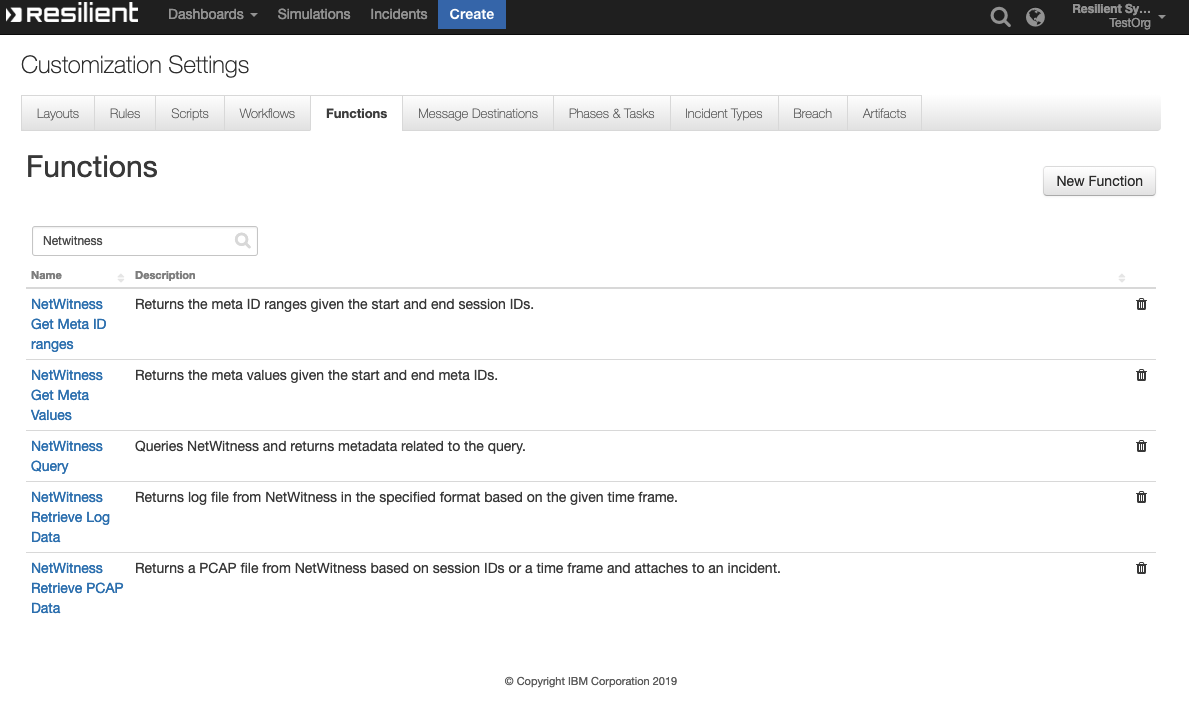 Resilient Dashboards Simulations Incidents Create Resilient Sy...
TestOrg
Customization Settings
Layouts Rules Scripts Workflows Functions Message Destinations Phases & Tasks Incident Types Breach Artifacts
Functions
New Function
Netwitness
Name Description
NetWitness Returns the meta ID ranges given the start and end session IDs.
Get Meta ID
ranges
NetWitness Returns the meta values given the start and end meta IDs.
Get Meta
Values
NetWitness Queries NetWitness and returns metadata related to the query.
Query
NetWitness Returns log file from NetWitness in the specified format based on the given time frame.
Retrieve Log
Data
NetWitness Returns a PCAP file from NetWitness based on session IDs or a time frame and attaches to an incident.
Retrieve PCAP
Data
© Copyright IBM Corporation 2019